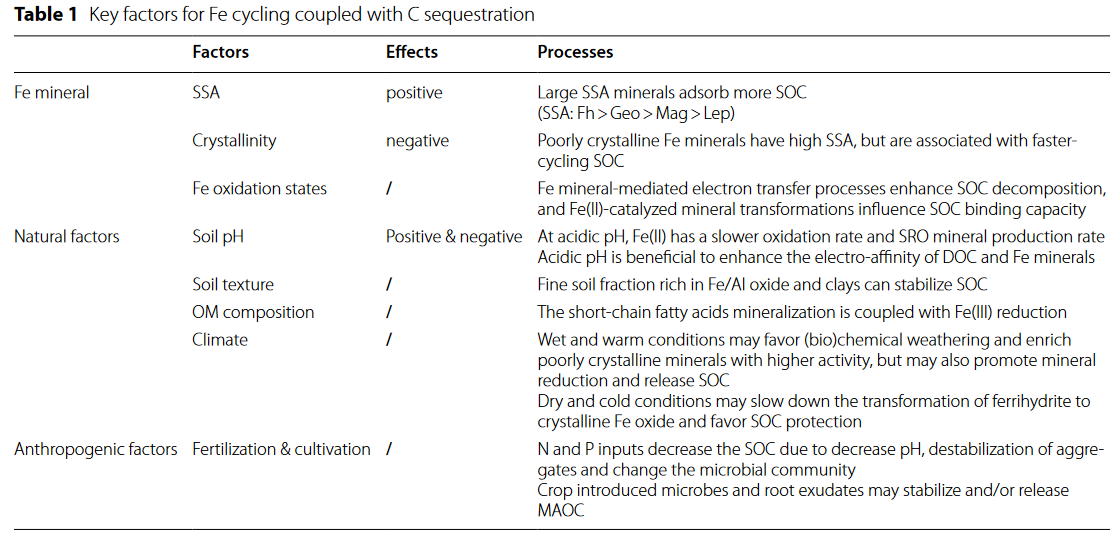 Table 1 Key factors for Fe cycling coupled with C sequestration
Factors Effects Processes
Fe mineral SSA positive Large SSA minerals adsorb more SOC
(SSA: Fh > Geo > Mag > Lep)
Crystallinity negative Poorly crystalline Fe minerals have high SSA, but are associated with faster-
cycling SOC
Fe oxidation states / Fe mineral-mediated electron transfer processes enhance SOC decomposition,
and Fe(II)-catalyzed mineral transformations influence SOC binding capacity
Natural factors Soil pH Positive & negative At acidic pH, Fe(II) has a slower oxidation rate and SRO mineral production rate
Acidic pH is beneficial to enhance the electro-affinity of DOC and Fe minerals
Soil texture / Fine soil fraction rich in Fe/Al oxide and clays can stabilize SOC
OM composition / The short-chain fatty acids mineralization is coupled with Fe(III) reduction
Climate / Wet and warm conditions may favor (bio)chemical weathering and enrich
poorly crystalline minerals with higher activity, but may also promote mineral
reduction and release SOC
Dry and cold conditions may slow down the transformation of ferrihydrite to
crystalline Fe oxide and favor SOC protection
Anthropogenic factors Fertilization & cultivation / N and P inputs decrease the SOC due to decrease pH, destabilization of aggre-
gates and change the microbial community
Crop introduced microbes and root exudates may stabilize and/or release
MAOC